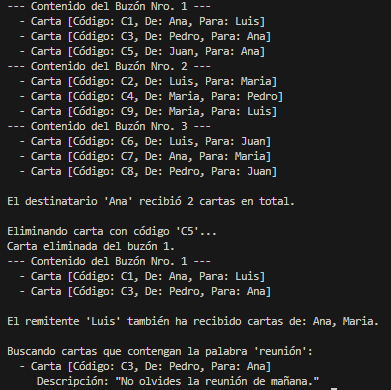 --- Contenido del Buzón Nro. 1 ---
  - Carta [Código: C1, De: Ana, Para: Luis]
  - Carta [Código: C3, De: Pedro, Para: Ana]
  - Carta [Código: C5, De: Juan, Para: Ana]
--- Contenido del Buzón Nro. 2 ---
  - Carta [Código: C2, De: Luis, Para: Maria]
  - Carta [Código: C4, De: Maria, Para: Pedro]
  - Carta [Código: C9, De: Maria, Para: Luis]
--- Contenido del Buzón Nro. 3 ---
  - Carta [Código: C6, De: Luis, Para: Juan]
  - Carta [Código: C7, De: Ana, Para: Maria]
  - Carta [Código: C8, De: Pedro, Para: Juan]

El destinatario 'Ana' recibió 2 cartas en total.

Eliminando carta con código 'C5'...
Carta eliminada del buzón 1.
--- Contenido del Buzón Nro. 1 ---
  - Carta [Código: C1, De: Ana, Para: Luis]
  - Carta [Código: C3, De: Pedro, Para: Ana]

El remitente 'Luis' también ha recibido cartas de: Ana, Maria.

Buscando cartas que contengan la palabra 'reunión':
  - Carta [Código: C3, De: Pedro, Para: Ana]
    Descripción: "No olvides la reunión de mañana."